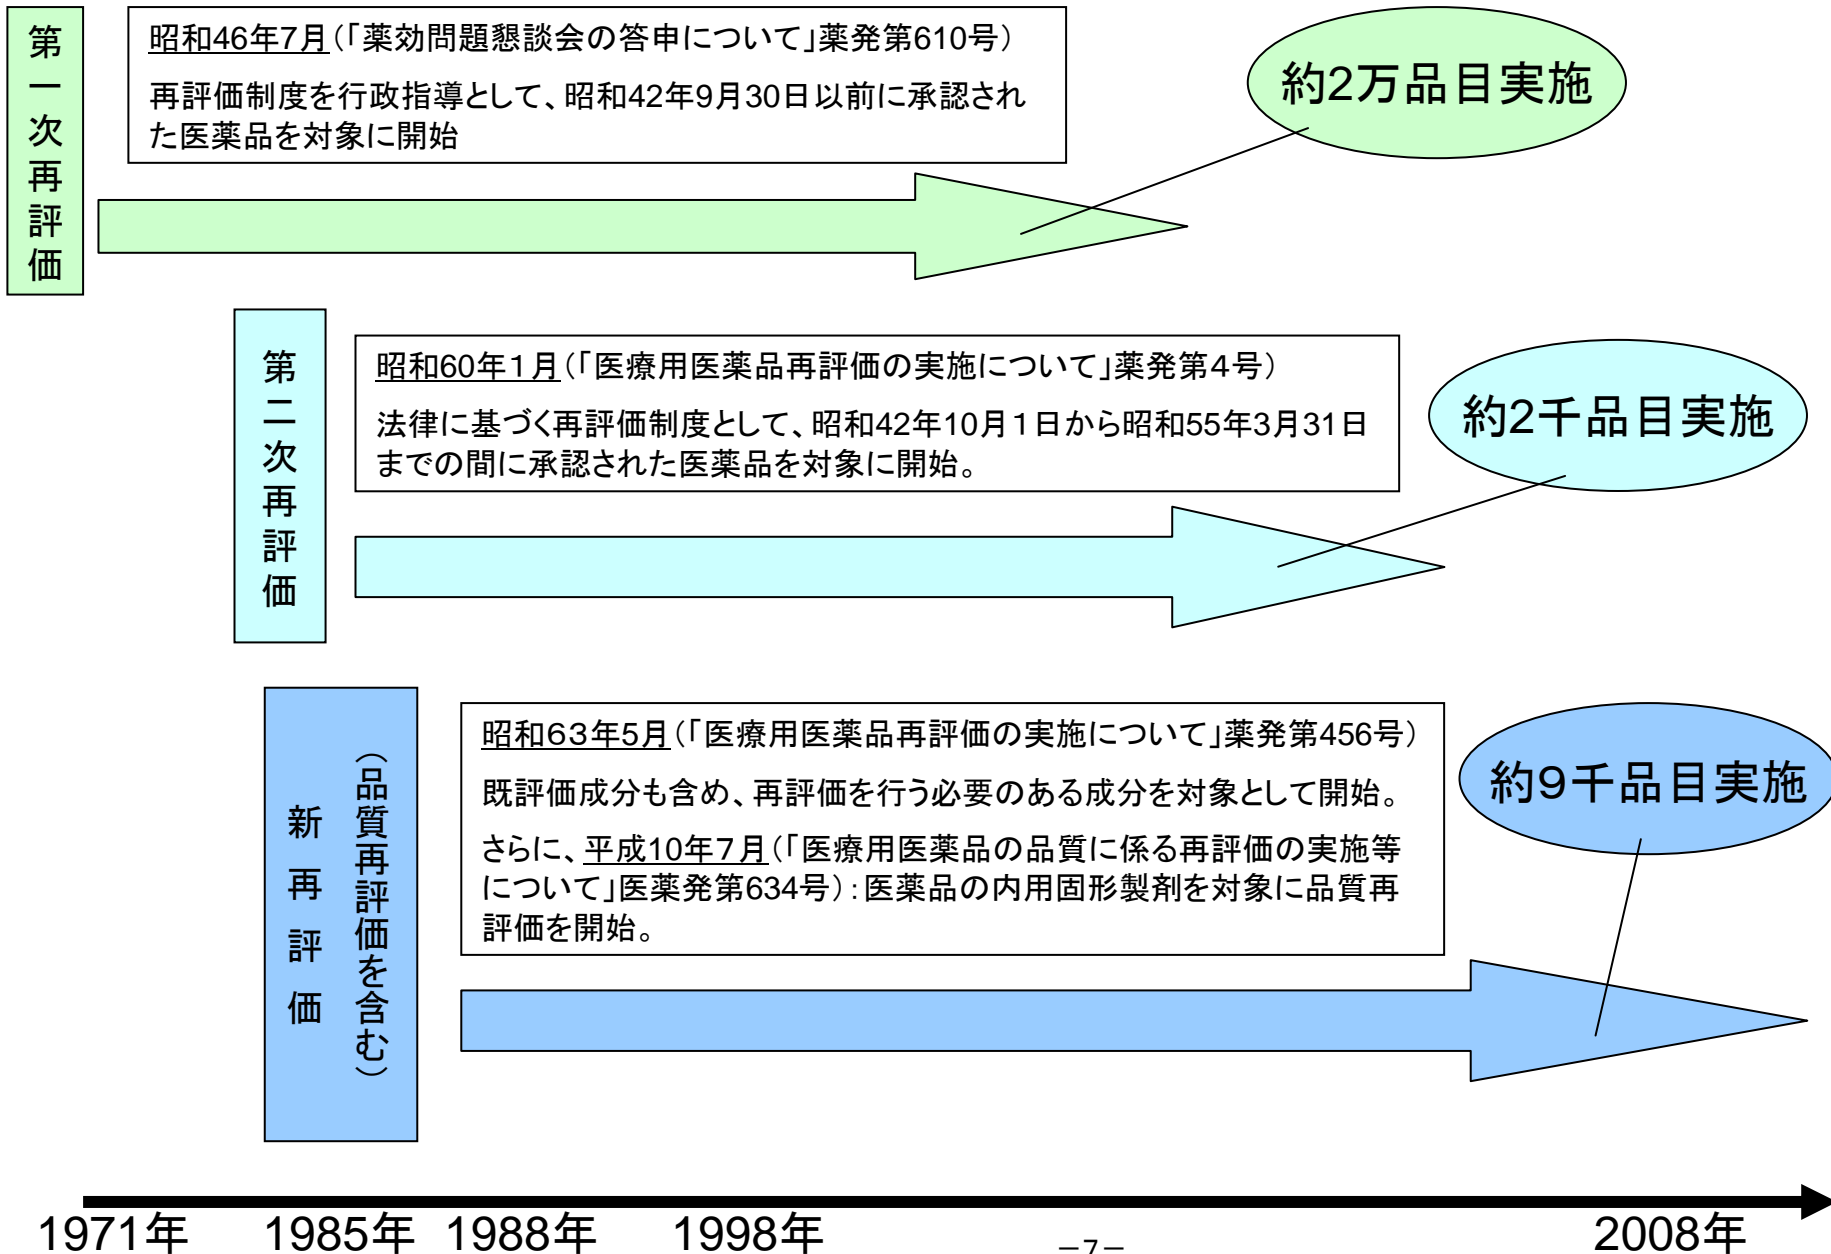 第一次再評価
昭和46年7月(「薬効問題懇談会の答申について」薬発第610号)
再評価制度を行政指導として、昭和42年9月30日以前に承認され
た医薬品を対象に開始
約2万品目実施
第二次再評価
昭和60年1月(「医療用医薬品再評価の実施について」薬発第4号)
法律に基づく再評価制度として、昭和42年10月1日から昭和55年3月31日
までの間に承認された医薬品を対象に開始。
約2千品目実施
新再評価
(品質再評価を含む)
昭和63年5月(「医療用医薬品再評価の実施について」薬発第456号)
既評価成分も含め、再評価を行う必要のある成分を対象として開始。
さらに、平成10年7月(「医療用医薬品の品質に係る再評価の実施等
について」医薬発第634号):医薬品の内用固形製剤を対象に品質再
評価を開始。
約9千品目実施
1971年 1985年 1988年 1998年 2008年
-7-